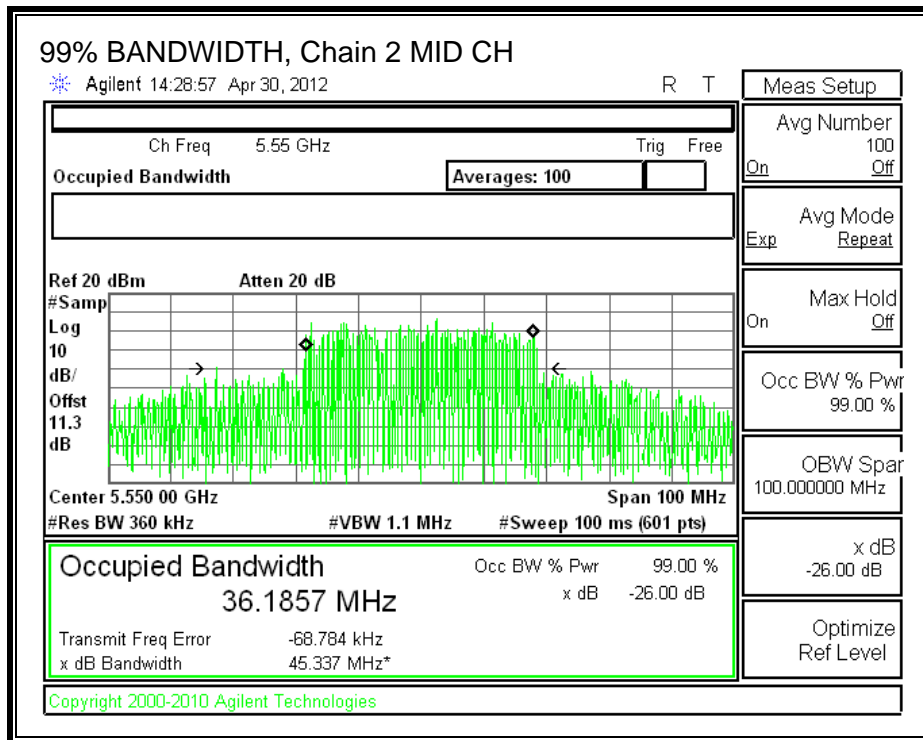 99% BANDWIDTH, Chain 2 MID CH
Agilent 14:28:57 Apr 30, 2012 R T
Ch Freq 5.55 GHz Trig Free
Occupied Bandwidth Averages: 100
Ref 20 dBm Atten 20 dB
#Samp
Log
10
dB/
Offst
11.3
dB
Center 5.550 00 GHz Span 100 MHz
#Res BW 360 kHz #VBW 1.1 MHz #Sweep 100 ms (601 pts)
Occupied Bandwidth Occ BW % Pwr 99.00 %
36.1857 MHz x dB -26.00 dB
Transmit Freq Error -68.784 kHz
x dB Bandwidth 45.337 MHz*
Copyright 2000-2010 Agilent Technologies
Meas Setup
Avg Number
100
On Off
Avg Mode
Exp Repeat
Max Hold
On Off
Occ BW % Pwr
99.00 %
OBW Span
100.000000 MHz
x dB
-26.00 dB
Optimize
Ref Level